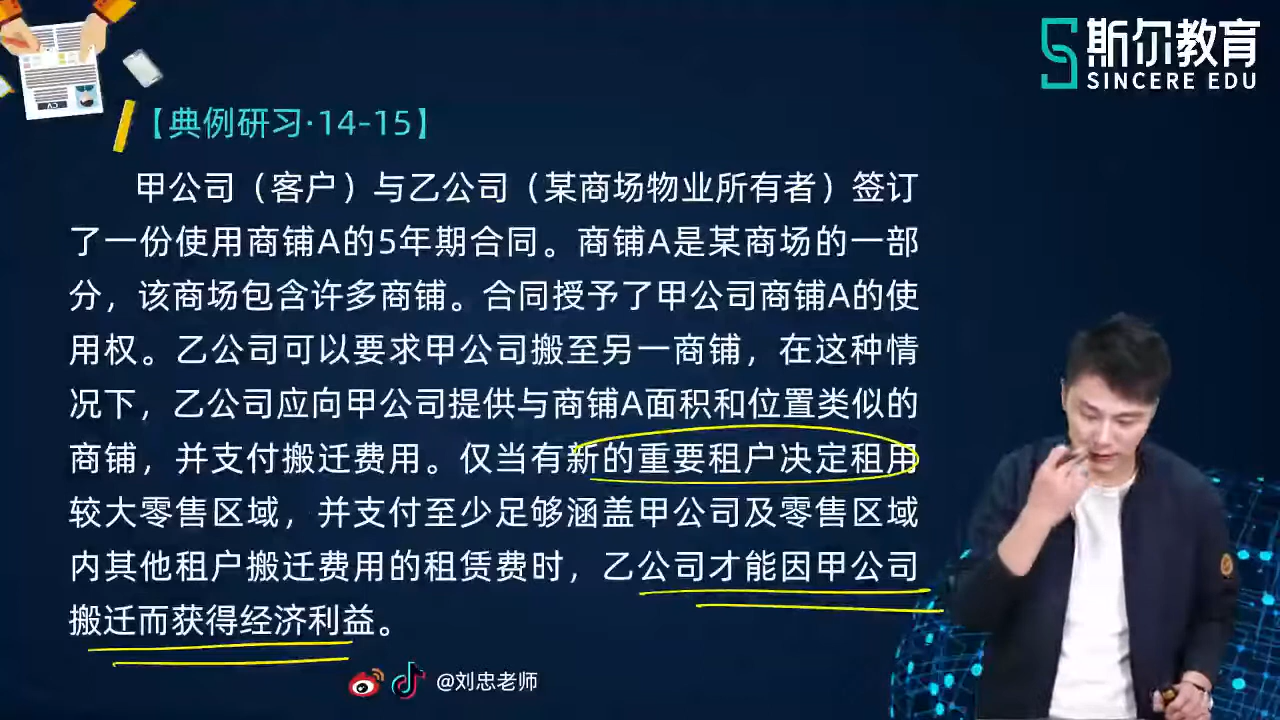 斯尔教育
SINCERE EDU
【典例研习·14-15】
甲公司（客户）与乙公司（某商场物业所有者）签订
了一份使用商铺A的5年期合同。商铺A是某商场的一部
分，该商场包含许多商铺。合同授予了甲公司商铺A的使
用权。乙公司可以要求甲公司搬至另一商铺，在这种情
况下，乙公司应向甲公司提供与商铺A面积和位置类似的
商铺，并支付搬迁费用。仅当有新的重要租户决定租用
较大零售区域，并支付至少足够涵盖甲公司及零售区域
内其他租户搬迁费用的租赁费时，乙公司才能因甲公司
搬迁而获得经济利益。
@刘忠老师